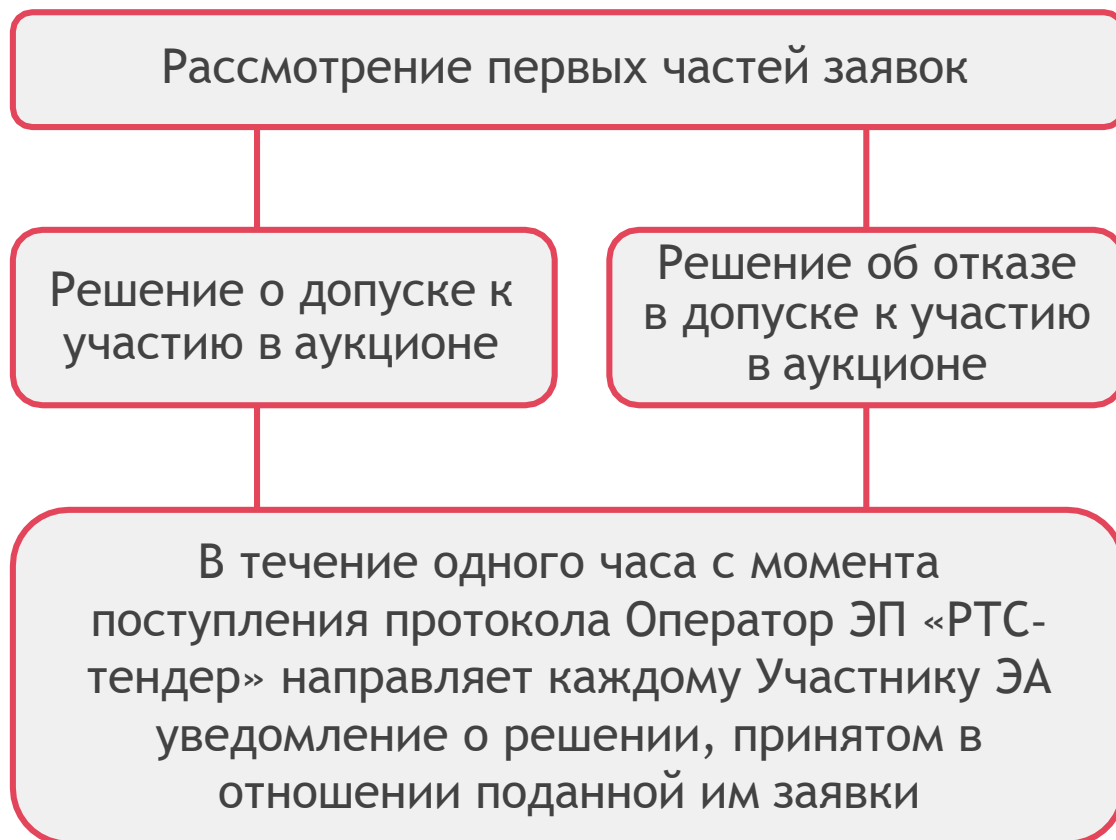 Рассмотрение первых частей заявок
Решение о допуске к
участию в аукционе
Решение об отказе
в допуске к участию
в аукционе
В течение одного часа с момента
поступления протокола Оператор ЭП «РТС-
тендер» направляет каждому Участнику ЭА
уведомление о решении, принятом в
отношении поданной им заявки